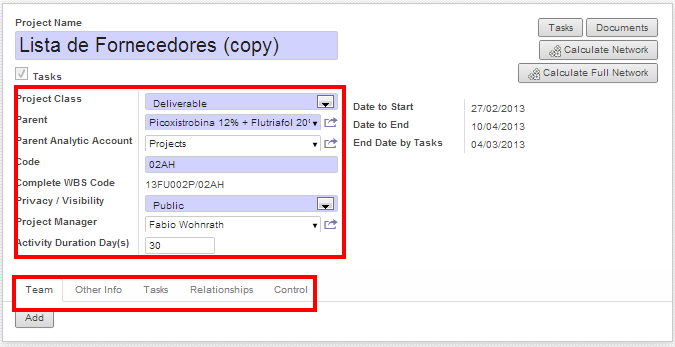 Project Name
Lista de Fornecedores (copy)
Tasks Documents
Calculate Network
Calculate Full Network
Tasks
Project Class Deliverable
Parent Picoxistrobina 12% + Flutriafol 20%
Parent Analytic Account Projects
Code 02AH
Complete WBS Code 13FU002P/02AH
Privacy / Visibility Public
Project Manager Fabio Wohnrath
Activity Duration Day(s) 30
Date to Start 27/02/2013
Date to End 10/04/2013
End Date by Tasks 04/03/2013
Team Other Info Tasks Relationships Control
Add